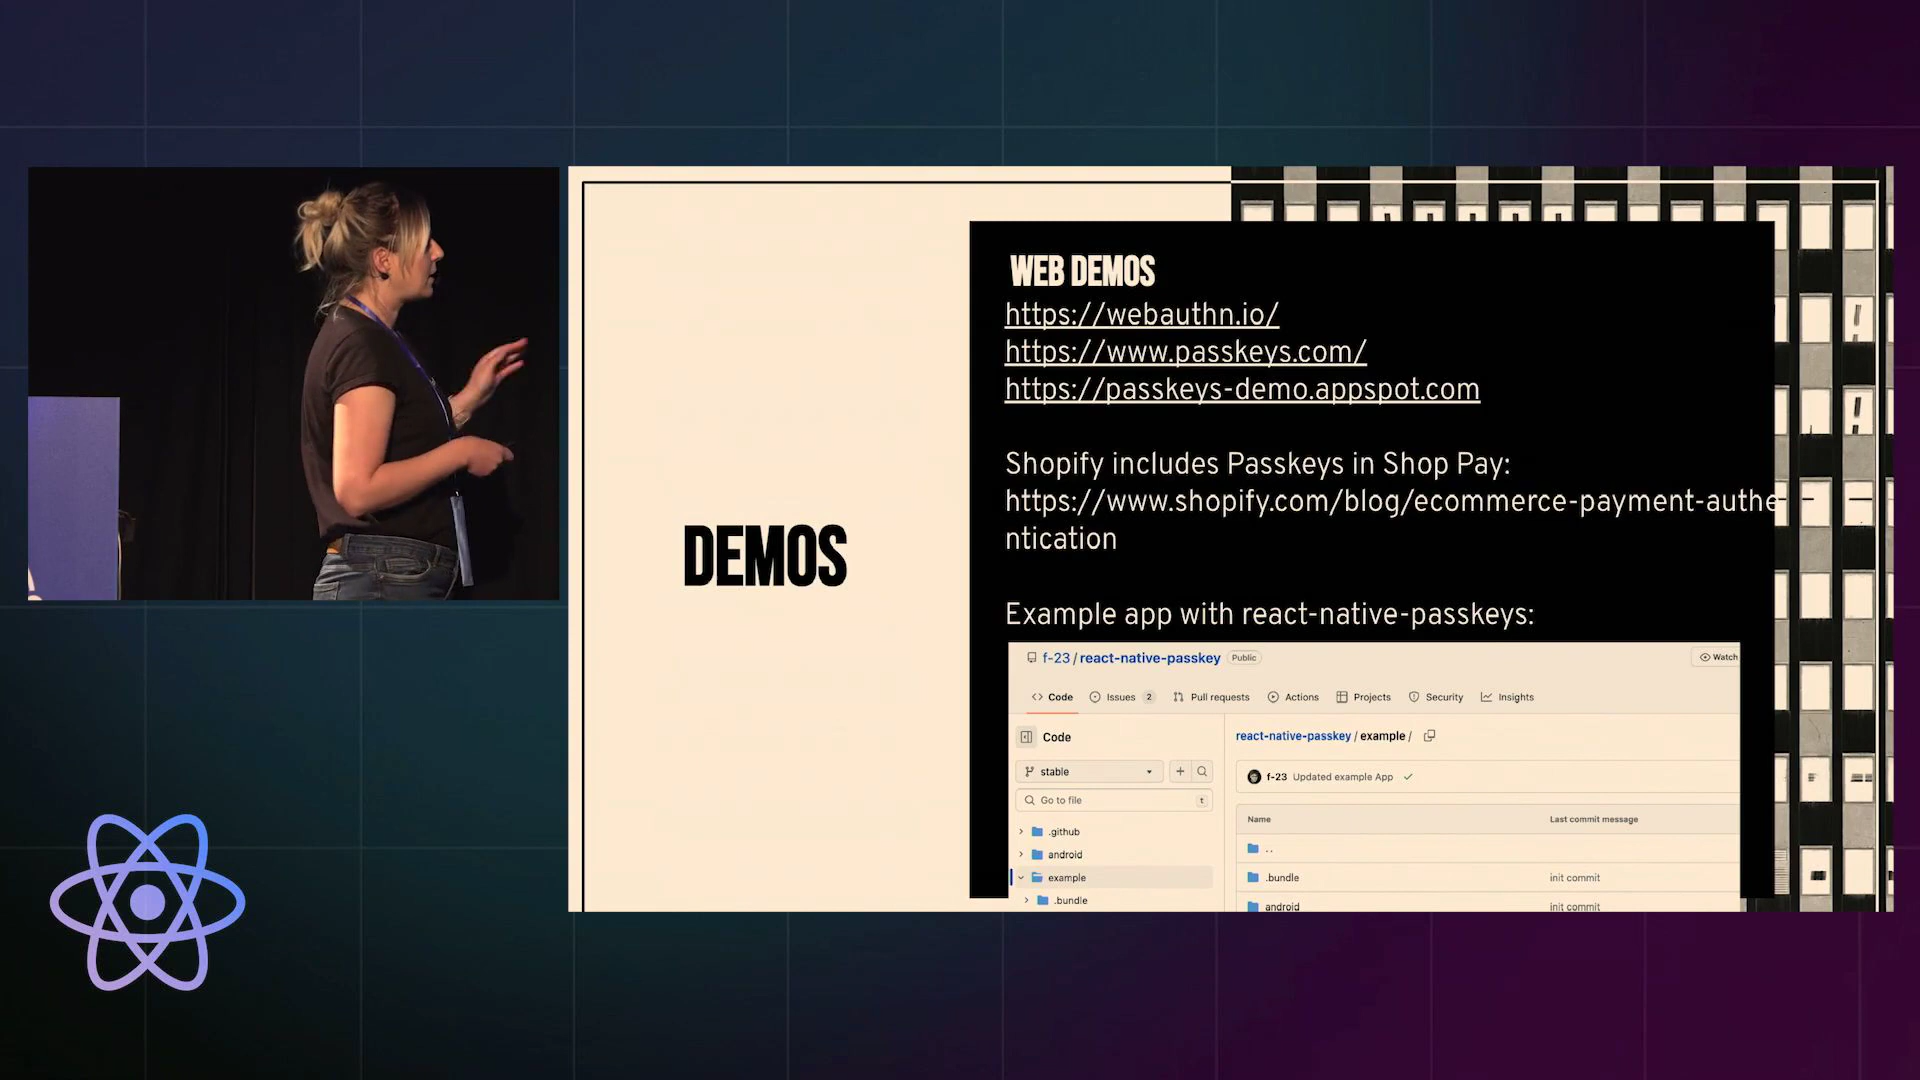 DEMOS
WEB DEMOS
https://webauthn.io/
https://www.passkeys.com/
https://passkeys-demo.appspot.com
Shopify includes Passkeys in Shop Pay:
https://www.shopify.com/blog/ecommerce-payment-authe
ntication
Example app with react-native-passkeys:
f-23/react-native-passkey Public
Watch
Code Issues 2 Pull requests Actions Projects Security Insights
Code
stable
Go to file t
.github
android
example
.bundle
react-native-passkey / example /
f-23 Updated example App
Name Last commit message
..
.bundle init commit
android init commit